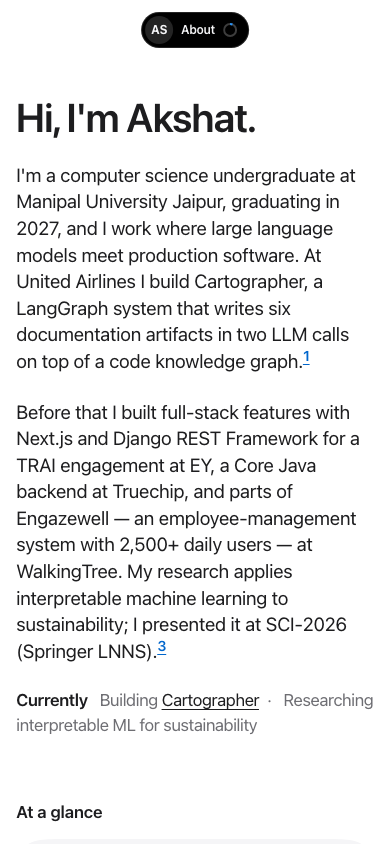 AS About
Hi, I'm Akshat.
I'm a computer science undergraduate at
Manipal University Jaipur, graduating in
2027, and I work where large language
models meet production software. At
United Airlines I build Cartographer, a
LangGraph system that writes six
documentation artifacts in two LLM calls
on top of a code knowledge graph.1
Before that I built full-stack features with
Next.js and Django REST Framework for a
TRAI engagement at EY, a Core Java
backend at Truechip, and parts of
Engazewell — an employee-management
system with 2,500+ daily users — at
WalkingTree. My research applies
interpretable machine learning to
sustainability; I presented it at SCI-2026
(Springer LNNS).3
Currently Building Cartographer · Researching
interpretable ML for sustainability
At a glance